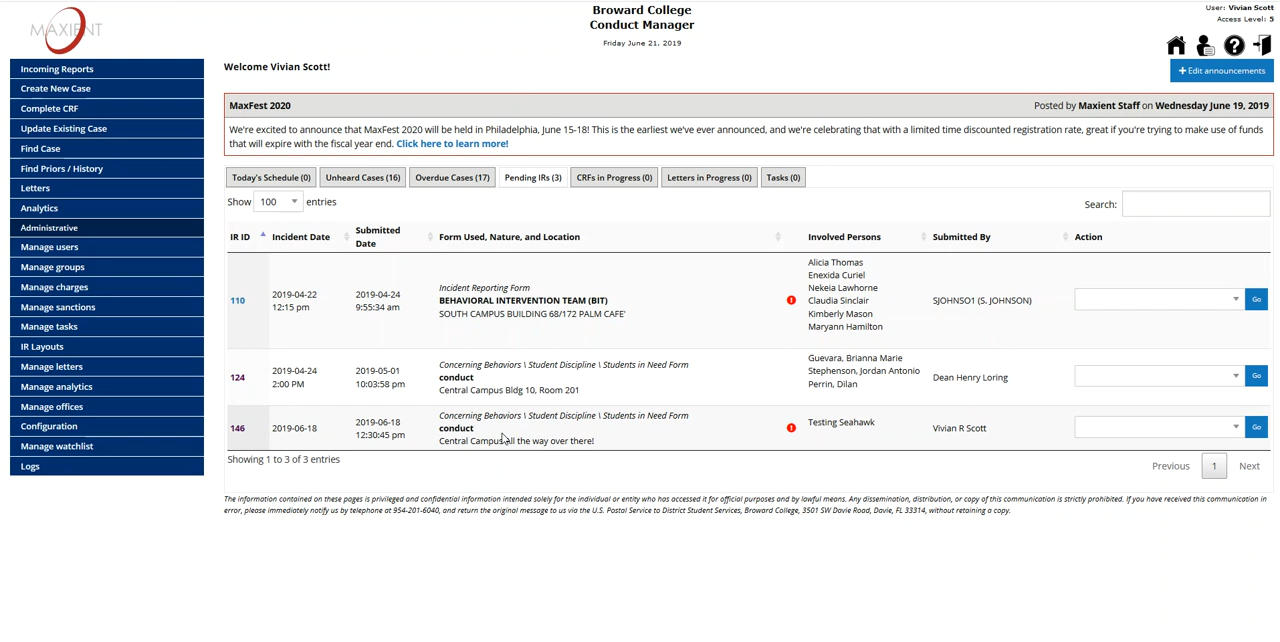 User: Vivian Scott
Access Level: 5
MAXIENT
Broward College
Conduct Manager
Friday June 21, 2019
Incoming Reports
Create New Case
Complete CRF
Update Existing Case
Find Case
Find Priors / History
Letters
Analytics
Administrative
Manage users
Manage groups
Manage charges
Manage sanctions
Manage tasks
IR Layouts
Manage letters
Manage analytics
Manage offices
Configuration
Manage watchlist
Logs
Welcome Vivian Scott!
+Edit announcements
MaxFest 2020 Posted by Maxient Staff on Wednesday June 19, 2019
We're excited to announce that MaxFest 2020 will be held in Philadelphia, June 15-18! This is the earliest we've ever announced, and we're celebrating that with a limited time discounted registration rate, great if you're trying to make use of funds
that will expire with the fiscal year end. Click here to learn more!
Today's Schedule (0) Unheard Cases (16) Overdue Cases (17) Pending IRs (3) CRFs in Progress (0) Letters in Progress (0) Tasks (0)
Show 100 entries Search:
IR ID Incident Date Submitted Date Form Used, Nature, and Location Involved Persons Submitted By Action
110
2019-04-22
12:15 pm
2019-04-24
9:55:34 am
Incident Reporting Form
BEHAVIORAL INTERVENTION TEAM (BIT)
SOUTH CAMPUS BUILDING 68/172 PALM CAFE'
Alicia Thomas
Enexida Curiel
Nekeia Lawhorne
Claudia Sinclair
Kimberly Mason
Maryann Hamilton
SJOHNSO1 (S. JOHNSON)
Go
124
2019-04-24
2:00 PM
2019-05-01
10:03:58 pm
Concerning Behaviors \ Student Discipline \ Students in Need Form
conduct
Central Campus Bldg 10, Room 201
Guevara, Brianna Marie
Stephenson, Jordan Antonio
Perrin, Dilan
Dean Henry Loring
Go
146
2019-06-18
2019-06-18
12:30:45 pm
Concerning Behaviors \ Student Discipline \ Students in Need Form
conduct
Central Campus all the way over there!
Testing Seahawk
Vivian R Scott
Go
Showing 1 to 3 of 3 entries
Previous 1 Next
The information contained on these pages is privileged and confidential information intended solely for the individual or entity who has accessed it for official purposes and by lawful means. Any dissemination, distribution, or copy of this communication is strictly prohibited. If you have received this communication in
error, please immediately notify us by telephone at 954-201-6040, and return the original message to us via the U.S. Postal Service to District Student Services, Broward College, 3501 SW Davie Road, Davie, FL 33314, without retaining a copy.